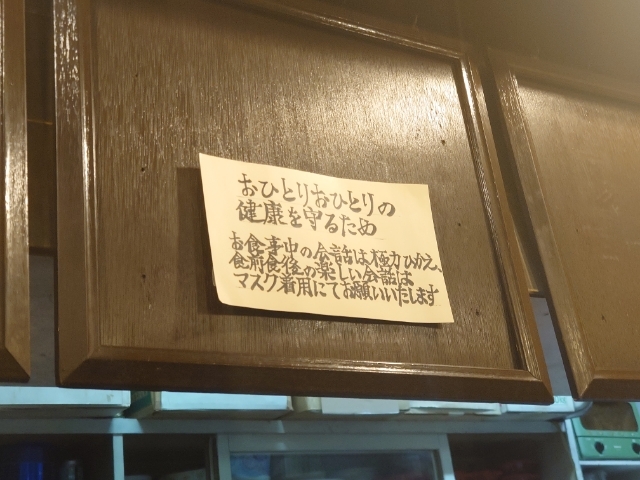 おひとりおひとりの
健康を守るため
お食事中の会話は極力ひかえ、
食前食後の楽しい会話は
マスク着用にてお願いいたします